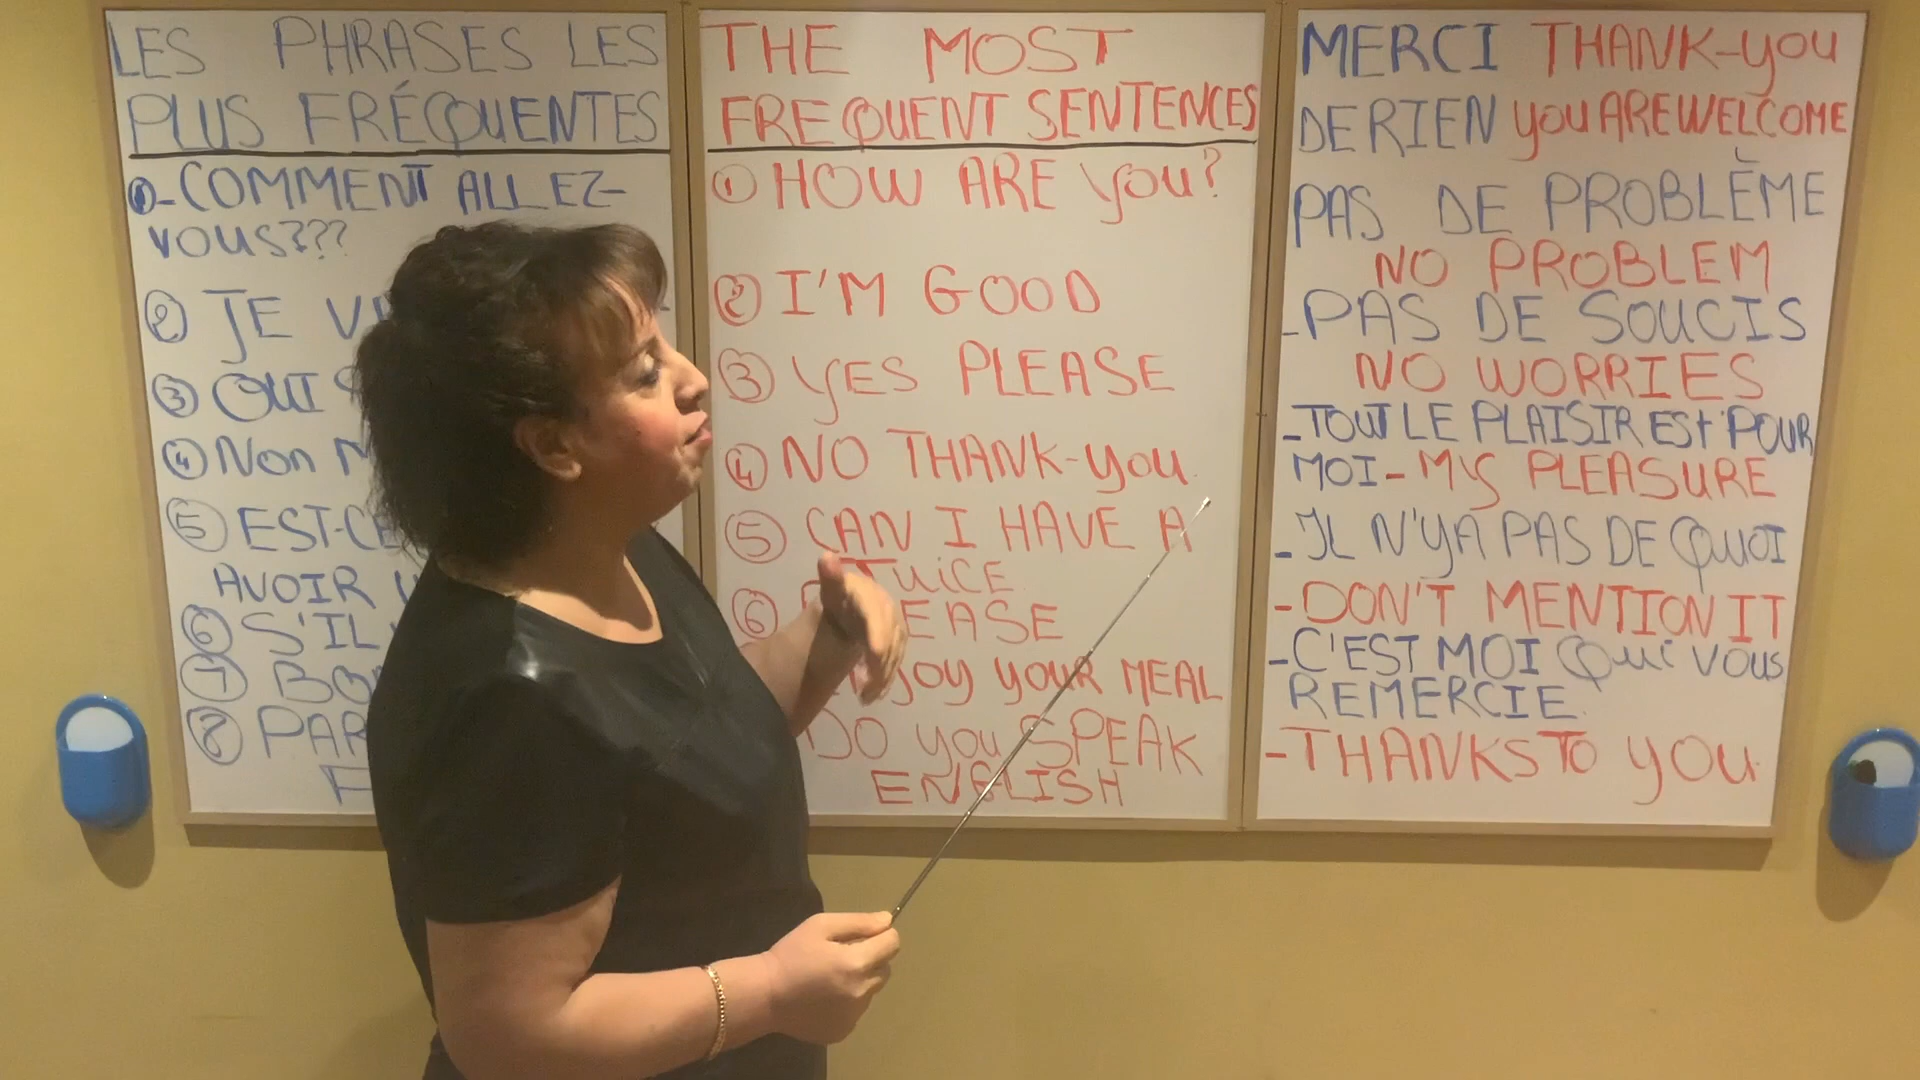 LES PHRASES LES
PLUS FRÉQUENTES
1-COMMENT ALLEZ-
VOUS???
2 JE
3 OUI
4 Non
5 EST-CE
AVOIR
6 S'IL
7
8
THE MOST
FREQUENT SENTENCES
1 HOW ARE you?
2 I'M GOOD
3 YES PLEASE
4 NO THANK-you
5 CAN I HAVE A
JUICE
6
YOUR MEAL
DO you SPEAK
ENGLISH
MERCI THANK-you
DE RIEN you ARE WELCOME
PAS DE PROBLĚME
NO PROBLEM
-PAS DE SOUCIS
NO WORRIES
-TOUT LE PLAISIR ESt POUR
MOI-MY PLEASURE
-IL N'YA PAS DE QUOI
-DON'T MENTION IT
-C'EST MOI Qui VOUS
REMERCIE.
-THANKS TO YOU.